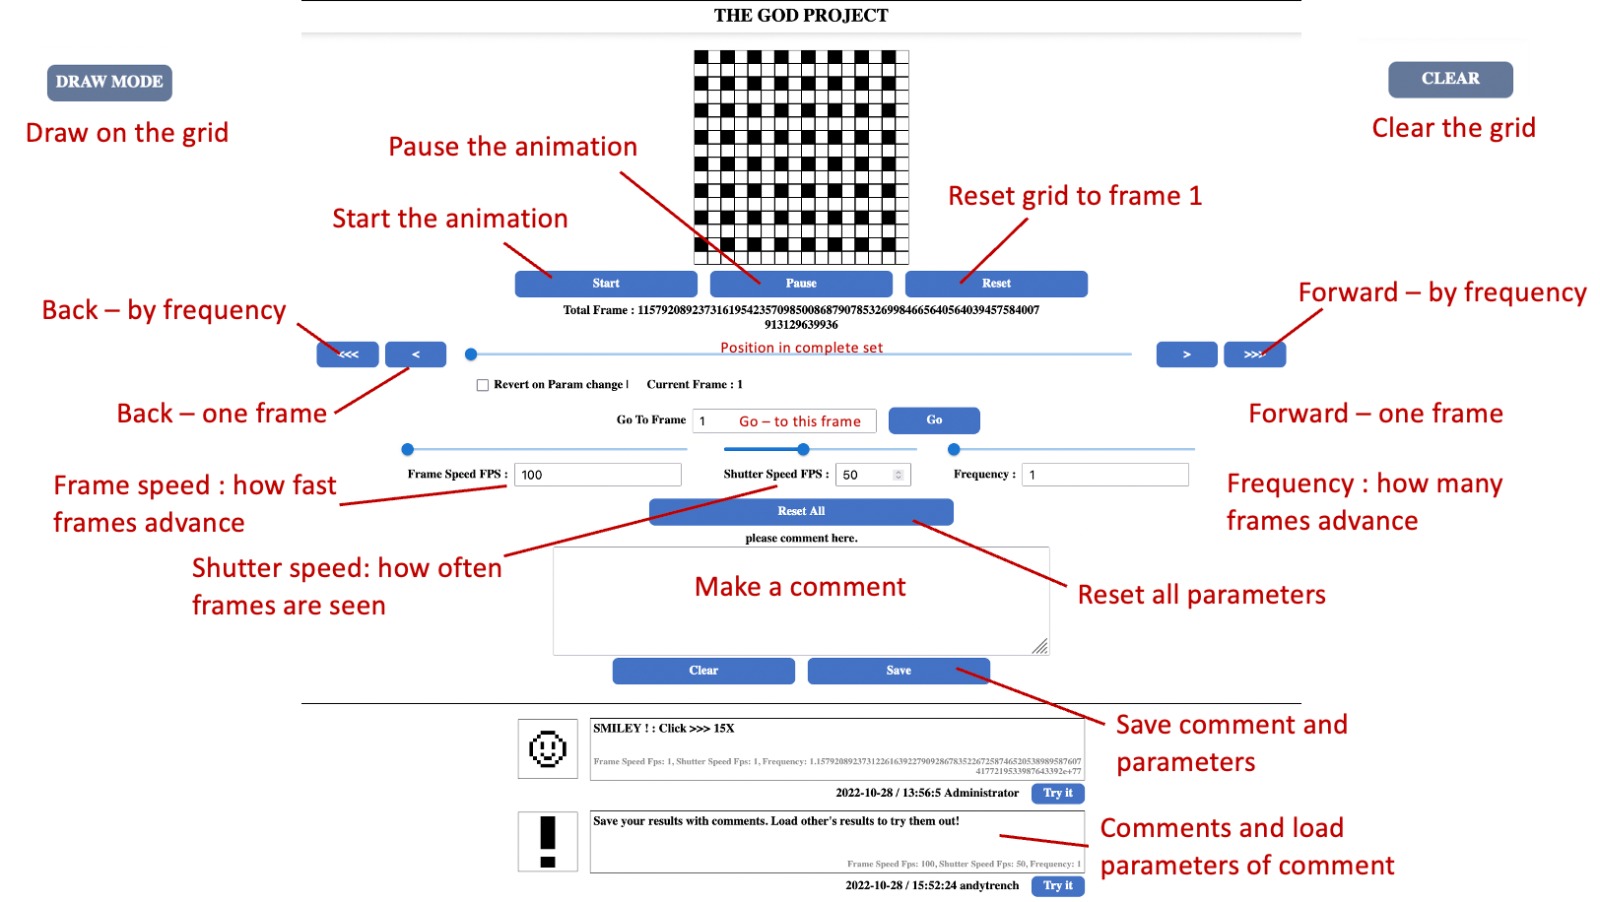 THE GOD PROJECT
DRAW MODE
CLEAR
Draw on the grid
Clear the grid
Pause the animation
Reset grid to frame 1
Start the animation
Start
Pause
Reset
Total Frame : 115792089237316195423570985008687907853269984665640564039457584007
913129639936
Back – by frequency
Forward – by frequency
<<<
<
Position in complete set
>
>>>
Revert on Param change |
Current Frame : 1
Back – one frame
Go To Frame
1
Go – to this frame
Go
Forward – one frame
Frame Speed FPS :
100
Shutter Speed FPS :
50
Frequency :
1
Frame speed : how fast
frames advance
Frequency : how many
frames advance
Reset All
please comment here.
Shutter speed: how often
frames are seen
Make a comment
Reset all parameters
Clear
Save
Save comment and
parameters
SMILEY ! : Click >>> 15X
Frame Speed Fps: 1, Shutter Speed Fps: 1, Frequency: 1.1579208923731226163922790928678352267258746520538989587607
4177219533987643392e+77
2022-10-28 / 13:56:5 Administrator
Try it
Save your results with comments. Load other's results to try them out!
Frame Speed Fps: 100, Shutter Speed Fps: 50, Frequency: 1
2022-10-28 / 15:52:24 andytrench
Try it
Comments and load
parameters of comment